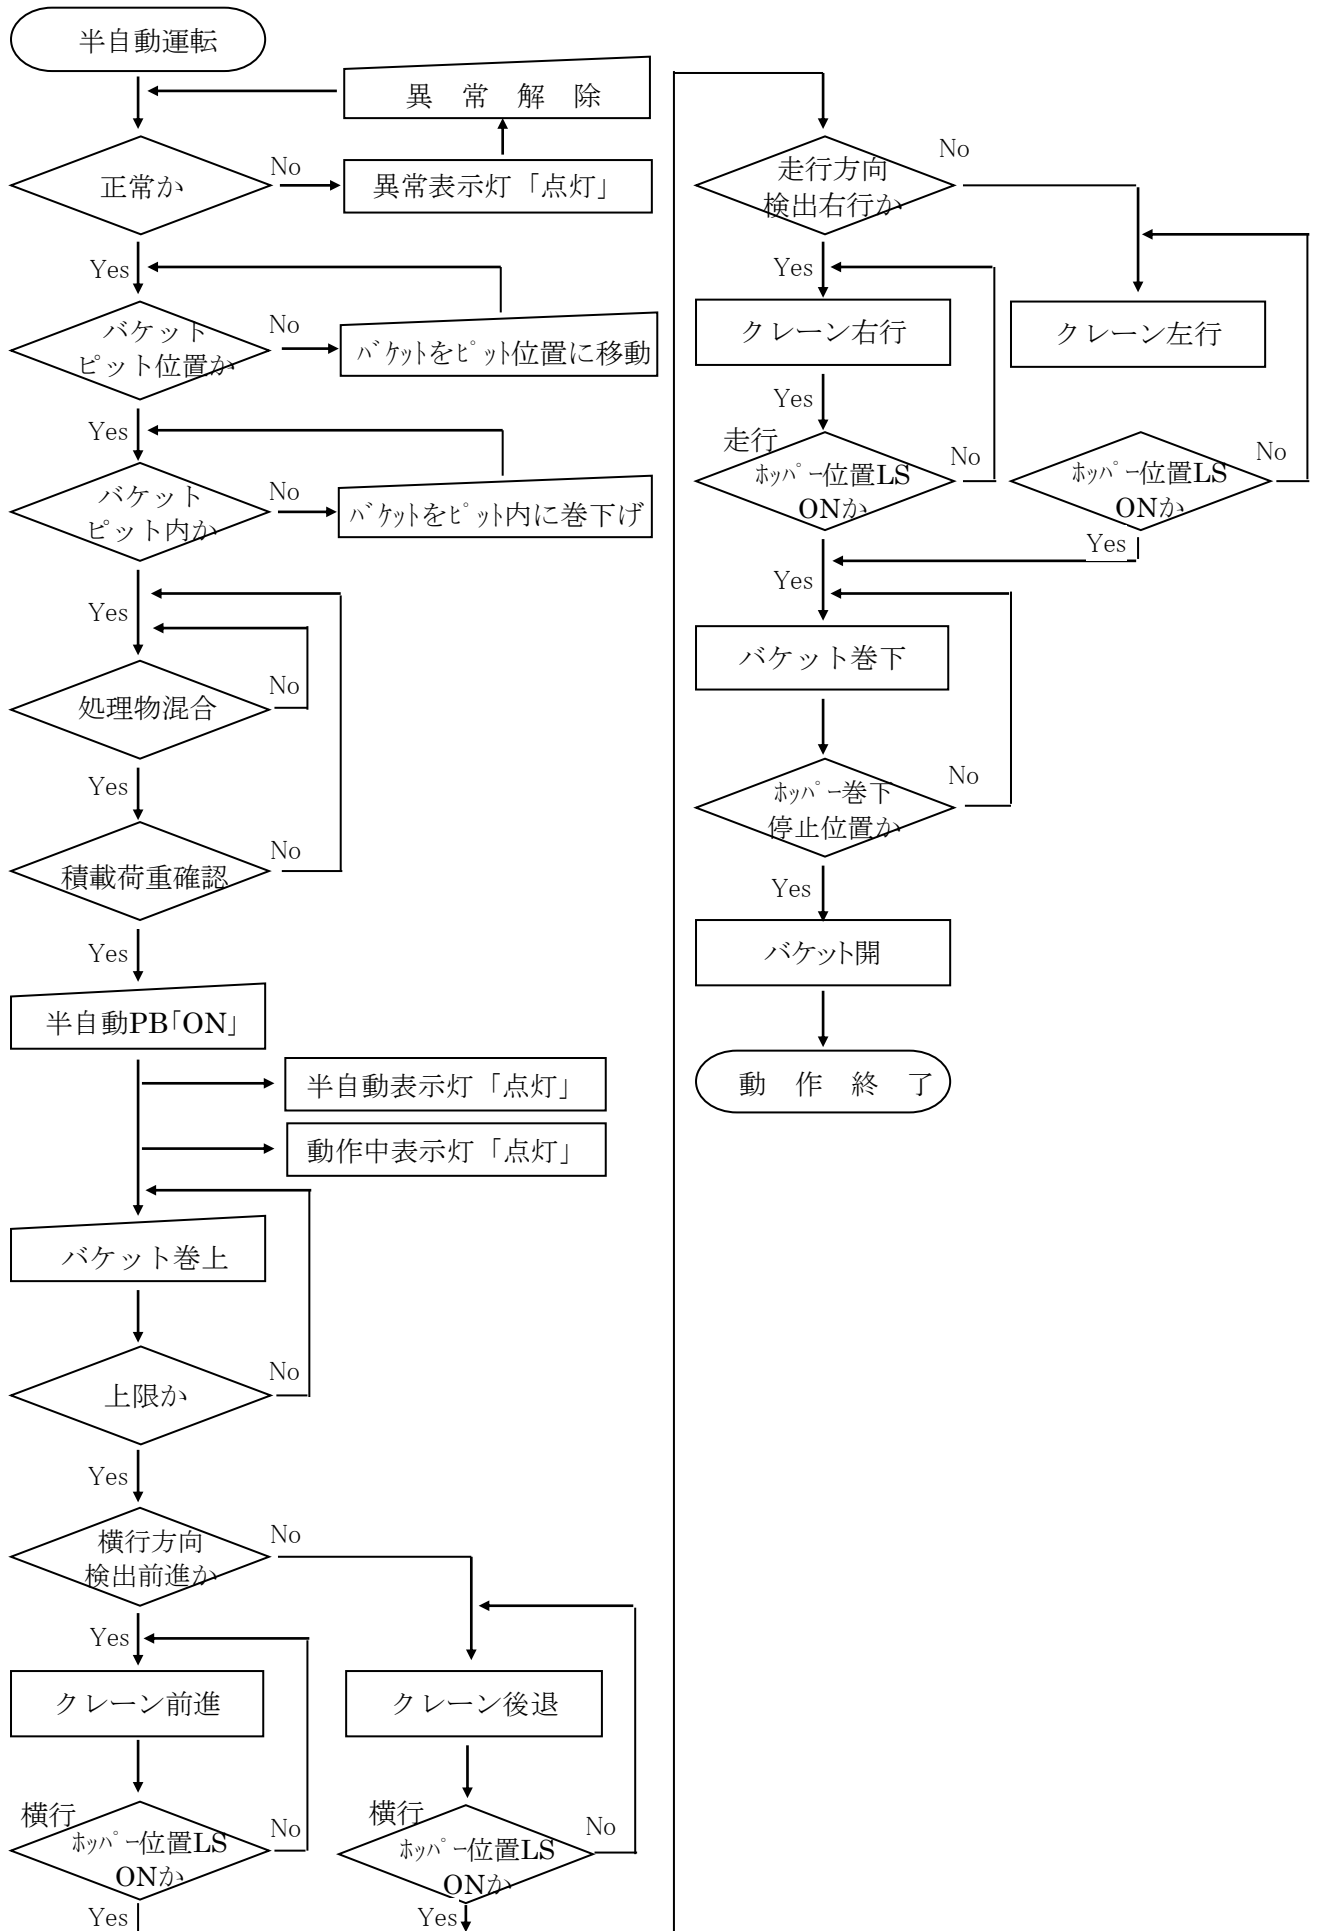 半自動運転
異　常　解　除
正常か
No
異常表示灯「点灯」
Yes
バケット
ピット位置か
No
ﾊﾞｹｯﾄをﾋﾟｯﾄ位置に移動
Yes
バケット
ピット内か
No
ﾊﾞｹｯﾄをﾋﾟｯﾄ内に巻下げ
Yes
処理物混合
No
Yes
積載荷重確認
No
Yes
半自動PB「ON」
半自動表示灯「点灯」
動作中表示灯「点灯」
バケット巻上
上限か
No
Yes
横行方向
検出前進か
No
Yes
クレーン前進
クレーン後退
横行
ﾎｯﾊﾟｰ位置LS
ONか
No
Yes
横行
ﾎｯﾊﾟｰ位置LS
ONか
No
Yes
走行方向
検出右行か
No
Yes
クレーン右行
クレーン左行
Yes
走行
ﾎｯﾊﾟｰ位置LS
ONか
No
ﾎｯﾊﾟｰ位置LS
ONか
No
Yes
Yes
バケット巻下
ﾎｯﾊﾟｰ巻下
停止位置か
No
Yes
バケット開
動　作　終　了